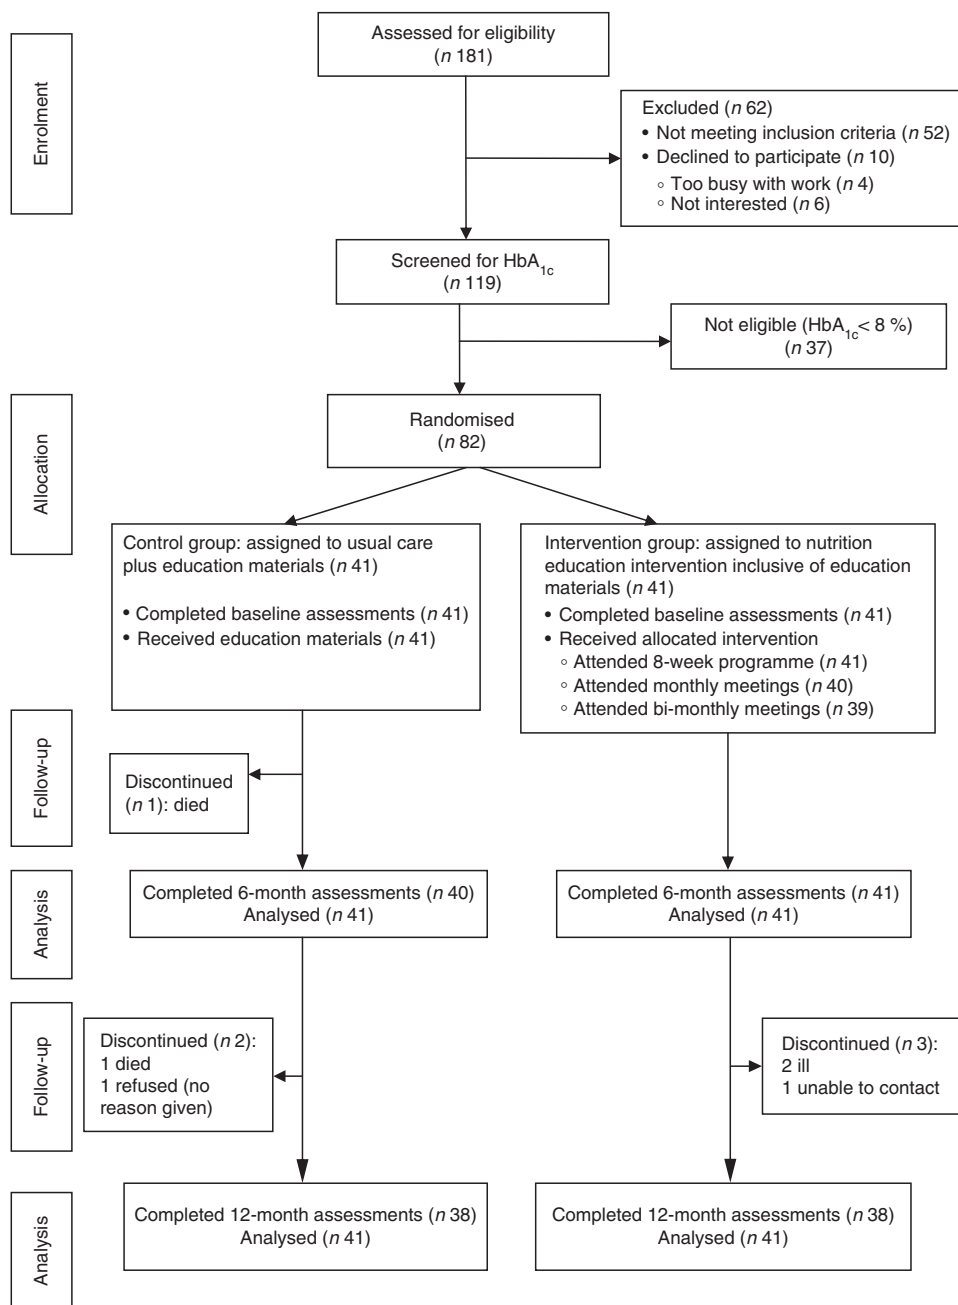 Enrolment
Assessed for eligibility
(n 181)
Excluded (n 62)
• Not meeting inclusion criteria (n 52)
• Declined to participate (n 10)
◦ Too busy with work (n 4)
◦ Not interested (n 6)
Screened for HbA1c
(n 119)
Not eligible (HbA1c< 8 %)
(n 37)
Allocation
Randomised
(n 82)
Control group: assigned to usual care
plus education materials (n 41)
• Completed baseline assessments (n 41)
• Received education materials (n 41)
Intervention group: assigned to nutrition
education intervention inclusive of education
materials (n 41)
• Completed baseline assessments (n 41)
• Received allocated intervention
◦ Attended 8-week programme (n 41)
◦ Attended monthly meetings (n 40)
◦ Attended bi-monthly meetings (n 39)
Follow-up
Discontinued
(n 1): died
Analysis
Completed 6-month assessments (n 40)
Analysed (n 41)
Completed 6-month assessments (n 41)
Analysed (n 41)
Follow-up
Discontinued (n 2):
1 died
1 refused (no
reason given)
Discontinued (n 3):
2 ill
1 unable to contact
Analysis
Completed 12-month assessments (n 38)
Analysed (n 41)
Completed 12-month assessments (n 38)
Analysed (n 41)